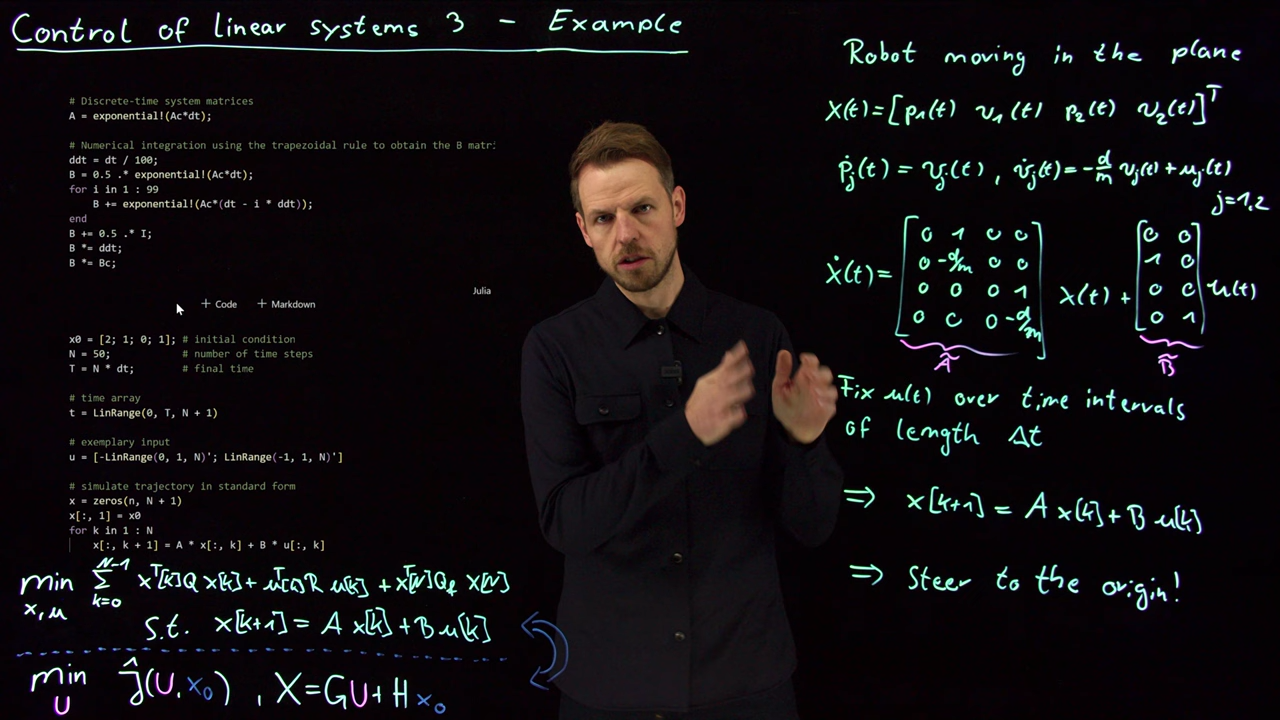 Control of linear systems 3 - Example
# Discrete-time system matrices
A = exponential!(Ac*dt);
# Numerical integration using the trapezoidal rule to obtain the B matri:
ddt = dt / 100;
B = 0.5 .* exponential!(Ac*dt);
for i in 1 : 99
B += exponential!(Ac*(dt - i * ddt));
end
B += 0.5 .* I;
B *= ddt;
B *= Bc;
Julia
+ Code + Markdown
x0 = [2; 1; 0; 1]; # initial condition
N = 50; # number of time steps
T = N * dt; # final time
# time array
t = LinRange(0, T, N + 1)
# exemplary input
u = [-LinRange(0, 1, N)'; LinRange(-1, 1, N)']
# simulate trajectory in standard form
x = zeros(n, N + 1)
x[:, 1] = x0
for k in 1 : N
x[:, k + 1] = A * x[:, k] + B * u[:, k]
min x,u ∑ k=0 N-1 xᵀ[k]Q x[k] + uᵀ[k]R u[k] + xᵀ[N]Qf x[N]
s.t. x[k+1] = A x[k] + B u[k]
min U Ĵ(U, x₀), X = GU + H x₀
Robot moving in the plane
x(t) = [p₁(t) v₁(t) p₂(t) v₂(t)]ᵀ
ṗⱼ(t) = vⱼ(t), v̇ⱼ(t) = -d/m vⱼ(t) + uⱼ(t)
j=1,2
ẋ(t) = [0 1 0 0
0 -d/m 0 0
0 0 0 1
0 0 0 -d/m] x(t) + [0 0
1 0
0 0
0 1] u(t)
Ã B̃
Fix u(t) over time intervals
of length Δt
⇒ x[k+1] = A x[k] + B u[k]
⇒ Steer to the origin!